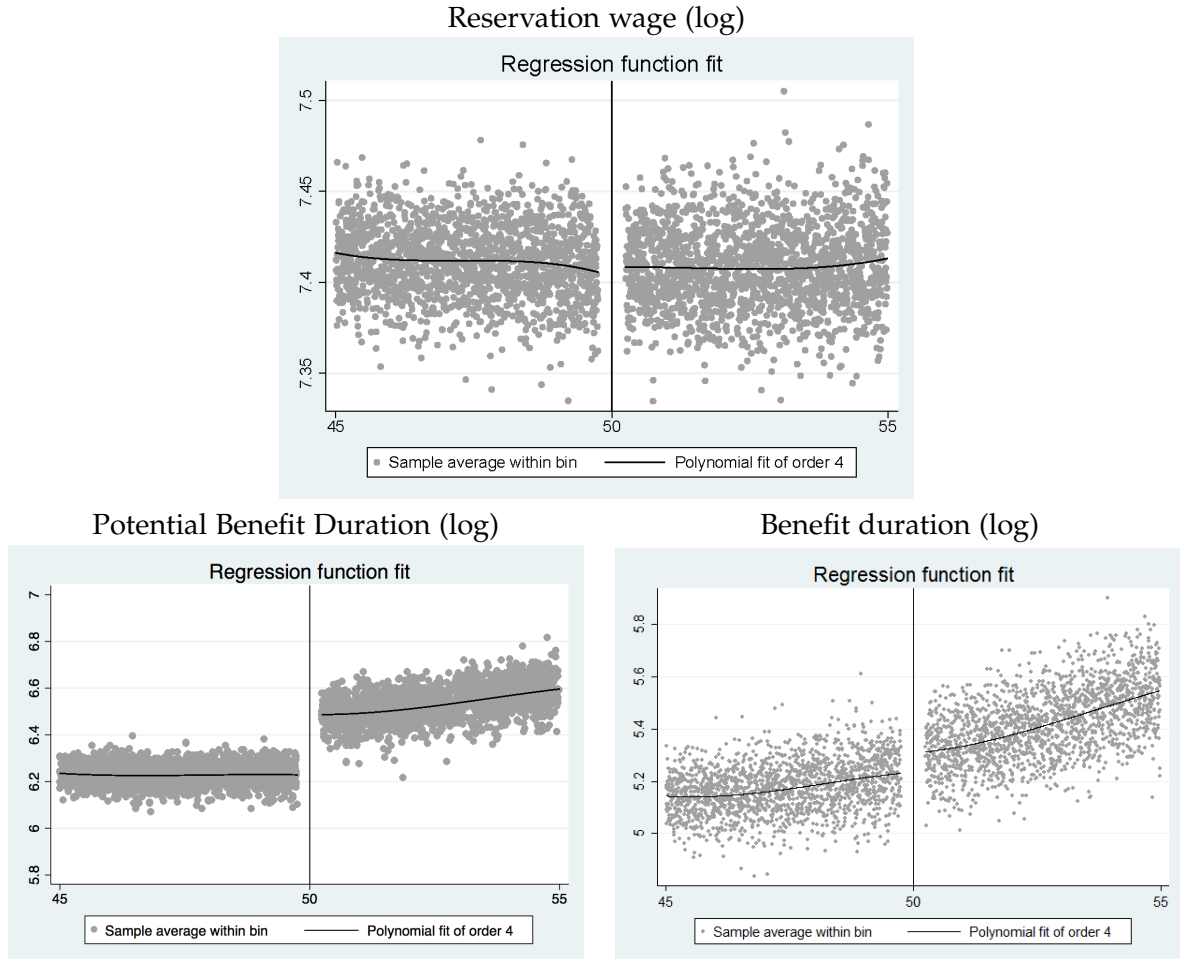 Reservation wage (log)
Regression function fit
7.5
7.45
7.4
7.35
45 50 55
Sample average within bin Polynomial fit of order 4
Potential Benefit Duration (log)
Regression function fit
7
6.8
6.6
6.4
6.2
6
5.8
45 50 55
Sample average within bin Polynomial fit of order 4
Benefit duration (log)
Regression function fit
5.8
5.6
5.4
5.2
5
45 50 55
Sample average within bin Polynomial fit of order 4